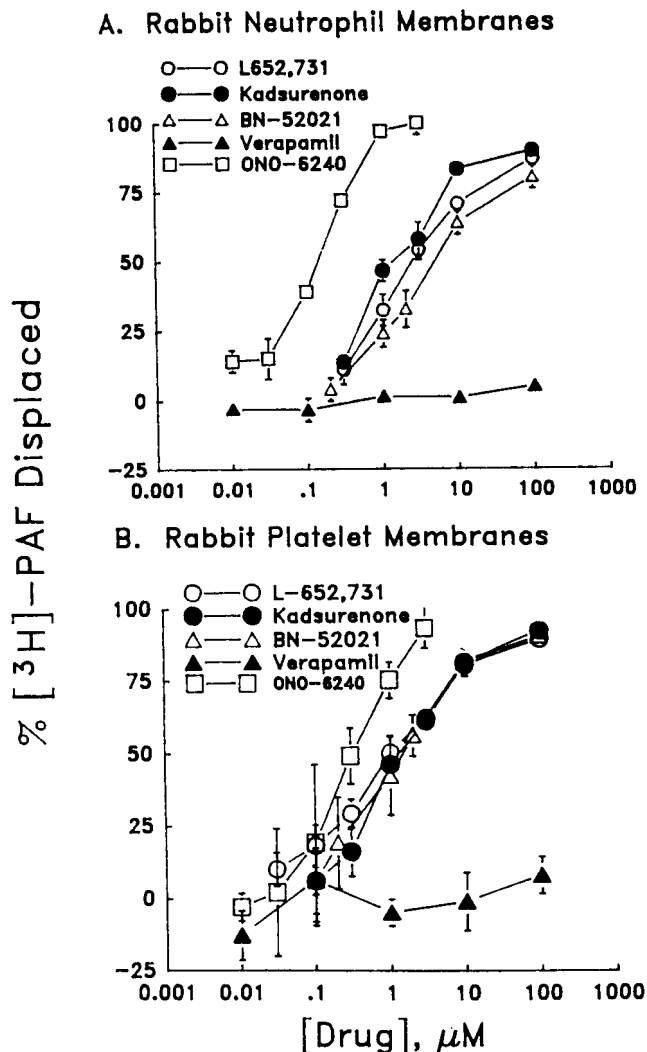 A. Rabbit Neutrophil Membranes
L652,731
Kadsurenone
BN-52021
Verapamil
ONO-6240
100
75
50
25
0
-25
0.001 0.01 .1 1 10 100 1000
B. Rabbit Platelet Membranes
L-652,731
Kadsurenone
BN-52021
Verapamil
ONO-6240
100
75
50
25
0
-25
0.001 0.01 .1 1 10 100 1000
% [³H]-PAF Displaced
[Drug], μM